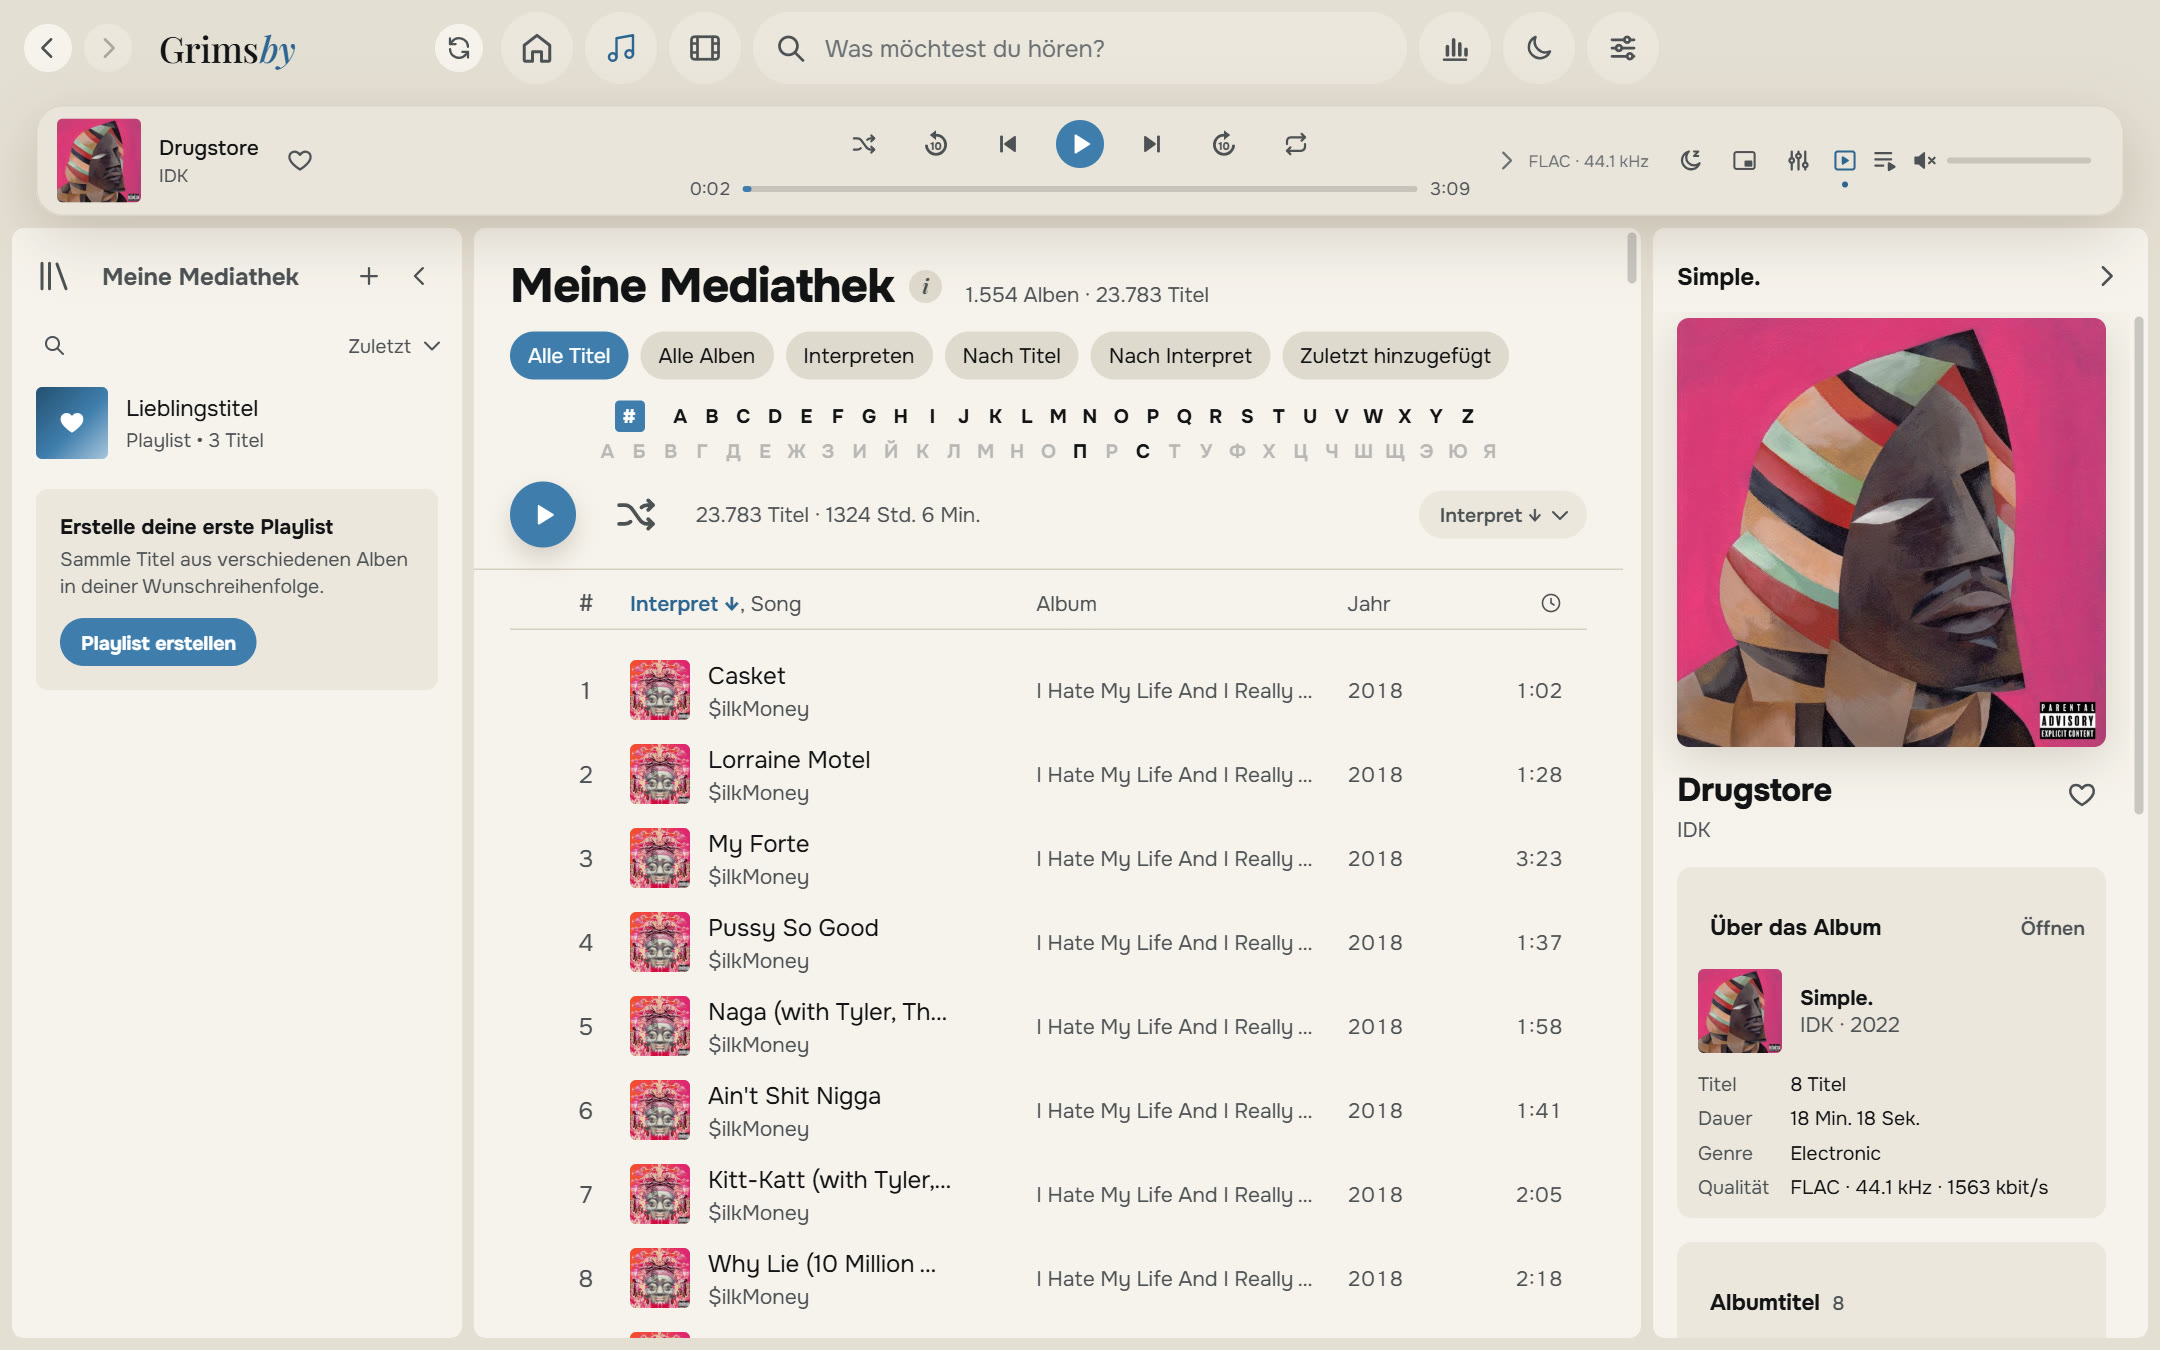 Grimsby
Was möchtest du hören?
Drugstore
IDK
10
10
0:02
3:09
FLAC · 44.1 kHz
Meine Mediathek
Zuletzt
Lieblingstitel
Playlist • 3 Titel
Erstelle deine erste Playlist
Sammle Titel aus verschiedenen Alben
in deiner Wunschreihenfolge.
Playlist erstellen
Meine Mediathek i 1.554 Alben · 23.783 Titel
Alle Titel Alle Alben Interpreten Nach Titel Nach Interpret Zuletzt hinzugefügt
# A B C D E F G H I J K L M N O P Q R S T U V W X Y Z
А Б В Г Д Е Ж З И Й К Л М Н О П Р С Т У Ф Х Ц Ч Ш Щ Э Ю Я
23.783 Titel · 1324 Std. 6 Min.
Interpret ↓
# Interpret ↓, Song Album Jahr
1 Casket I Hate My Life And I Really ... 2018 1:02
$ilkMoney
2 Lorraine Motel I Hate My Life And I Really ... 2018 1:28
$ilkMoney
3 My Forte I Hate My Life And I Really ... 2018 3:23
$ilkMoney
4 Pussy So Good I Hate My Life And I Really ... 2018 1:37
$ilkMoney
5 Naga (with Tyler, Th... I Hate My Life And I Really ... 2018 1:58
$ilkMoney
6 Ain't Shit Nigga I Hate My Life And I Really ... 2018 1:41
$ilkMoney
7 Kitt-Katt (with Tyler,... I Hate My Life And I Really ... 2018 2:05
$ilkMoney
8 Why Lie (10 Million ... I Hate My Life And I Really ... 2018 2:18
$ilkMoney
Simple.
PARENTAL
ADVISORY
EXPLICIT CONTENT
Drugstore
IDK
Über das Album Öffnen
Simple.
IDK · 2022
Titel 8 Titel
Dauer 18 Min. 18 Sek.
Genre Electronic
Qualität FLAC · 44.1 kHz · 1563 kbit/s
Albumtitel 8